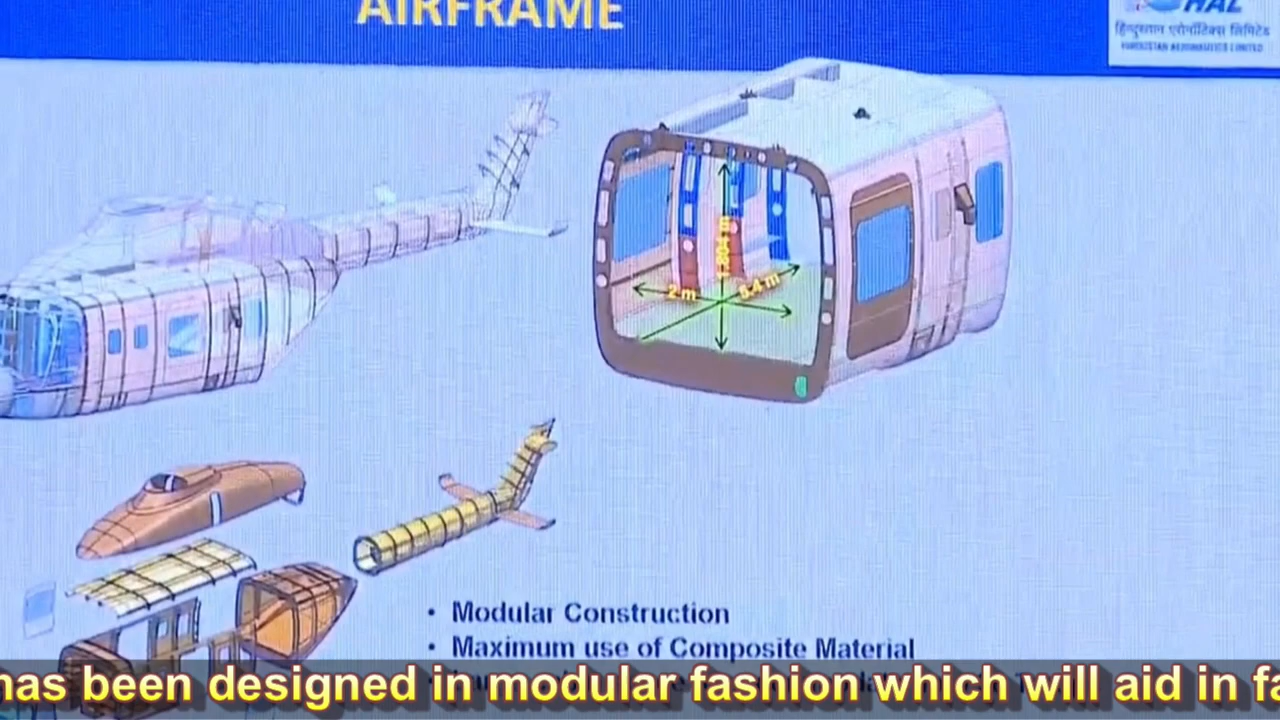 AIRFRAME
HAL
हिन्दुस्तान एरोनॉटिक्स लिमिटेड
HINDUSTAN AERONAUTICS LIMITED
1.801 m
2 m
5.4 m
• Modular Construction
• Maximum use of Composite Material
has been designed in modular fashion which will aid in fa